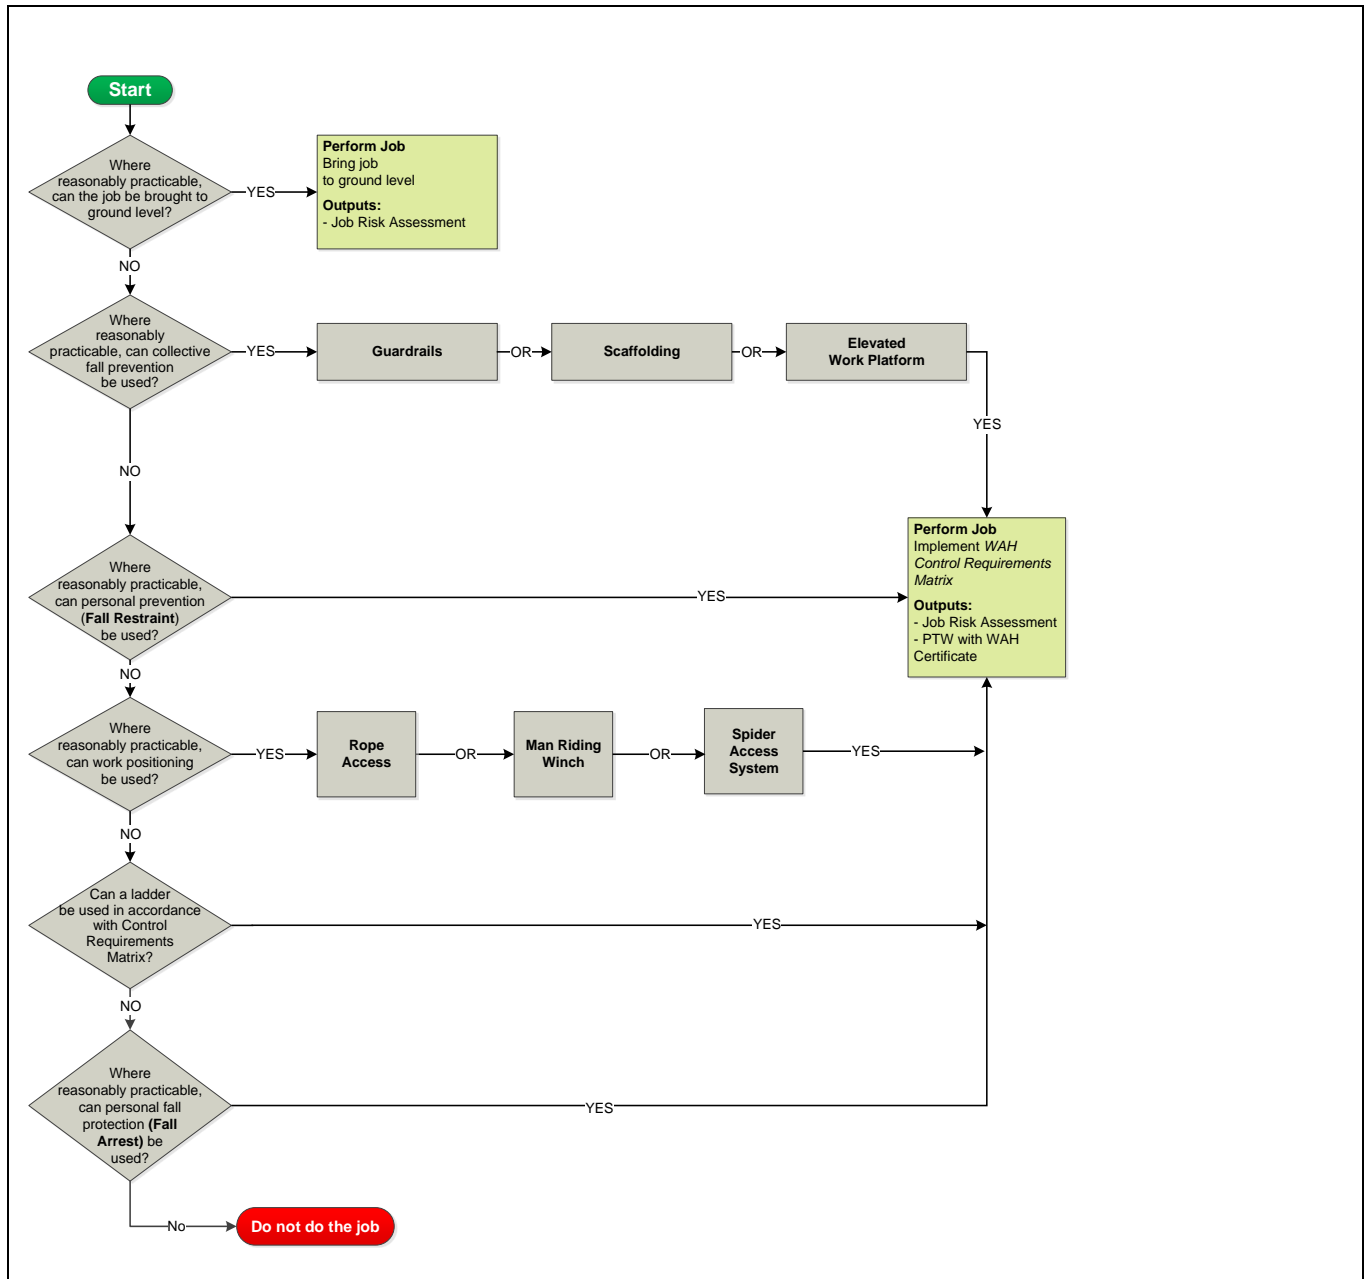 Start
Where
reasonably practicable,
can the job be brought to
ground level?
YES
Perform Job
Bring job
to ground level
Outputs:
- Job Risk Assessment
NO
Where
reasonably
practicable, can collective
fall prevention
be used?
YES
Guardrails
OR
Scaffolding
OR
Elevated
Work Platform
YES
NO
Where
reasonably practicable,
can personal prevention
(Fall Restraint)
be used?
YES
Perform Job
Implement WAH
Control Requirements
Matrix
Outputs:
- Job Risk Assessment
- PTW with WAH
Certificate
NO
Where
reasonably practicable,
can work positioning
be used?
YES
Rope
Access
OR
Man Riding
Winch
OR
Spider
Access
System
YES
NO
Can a ladder
be used in accordance
with Control
Requirements
Matrix?
YES
NO
Where
reasonably practicable,
can personal fall
protection (Fall
Arrest) be
used?
YES
No
Do not do the job